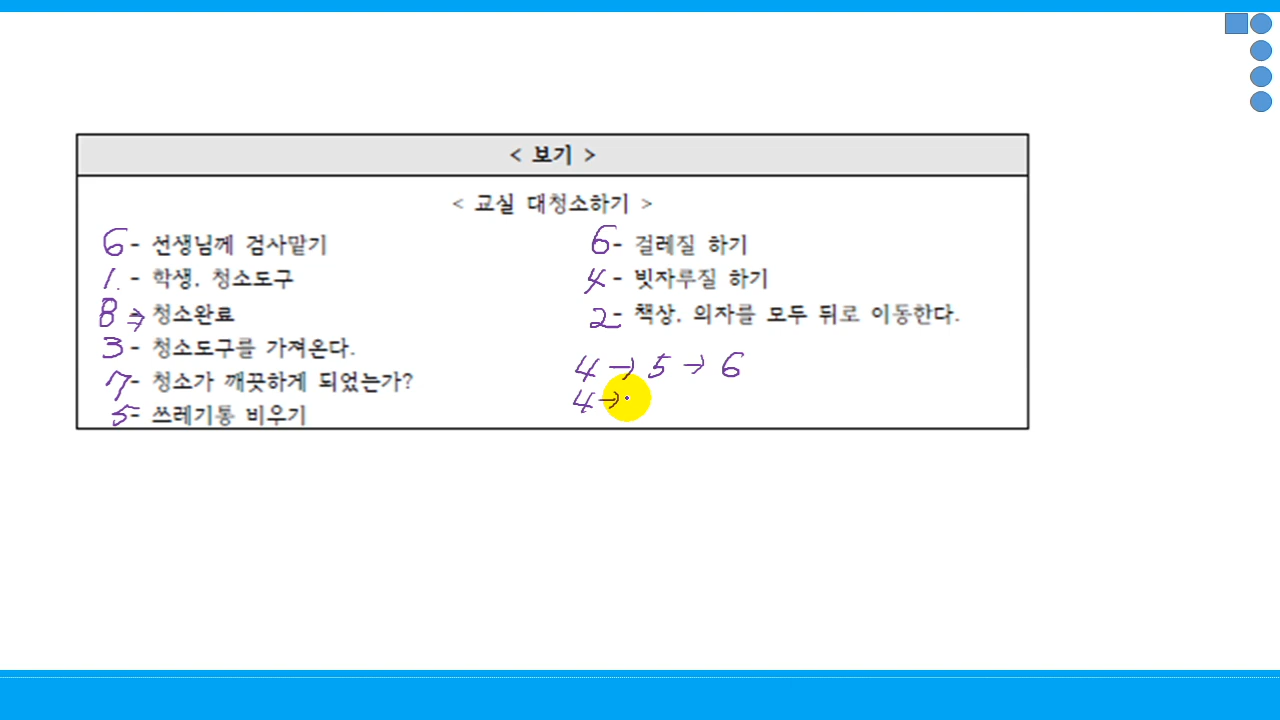 < 보기 >
< 교실 대청소하기 >
6 - 선생님께 검사맡기
1. - 학생, 청소도구
8 → 청소완료
3 - 청소도구를 가져온다.
7 - 청소가 깨끗하게 되었는가?
5 - 쓰레기통 비우기
6 - 걸레질 하기
4 - 빗자루질 하기
2 - 책상, 의자를 모두 뒤로 이동한다.
4 → 5 → 6
4 →